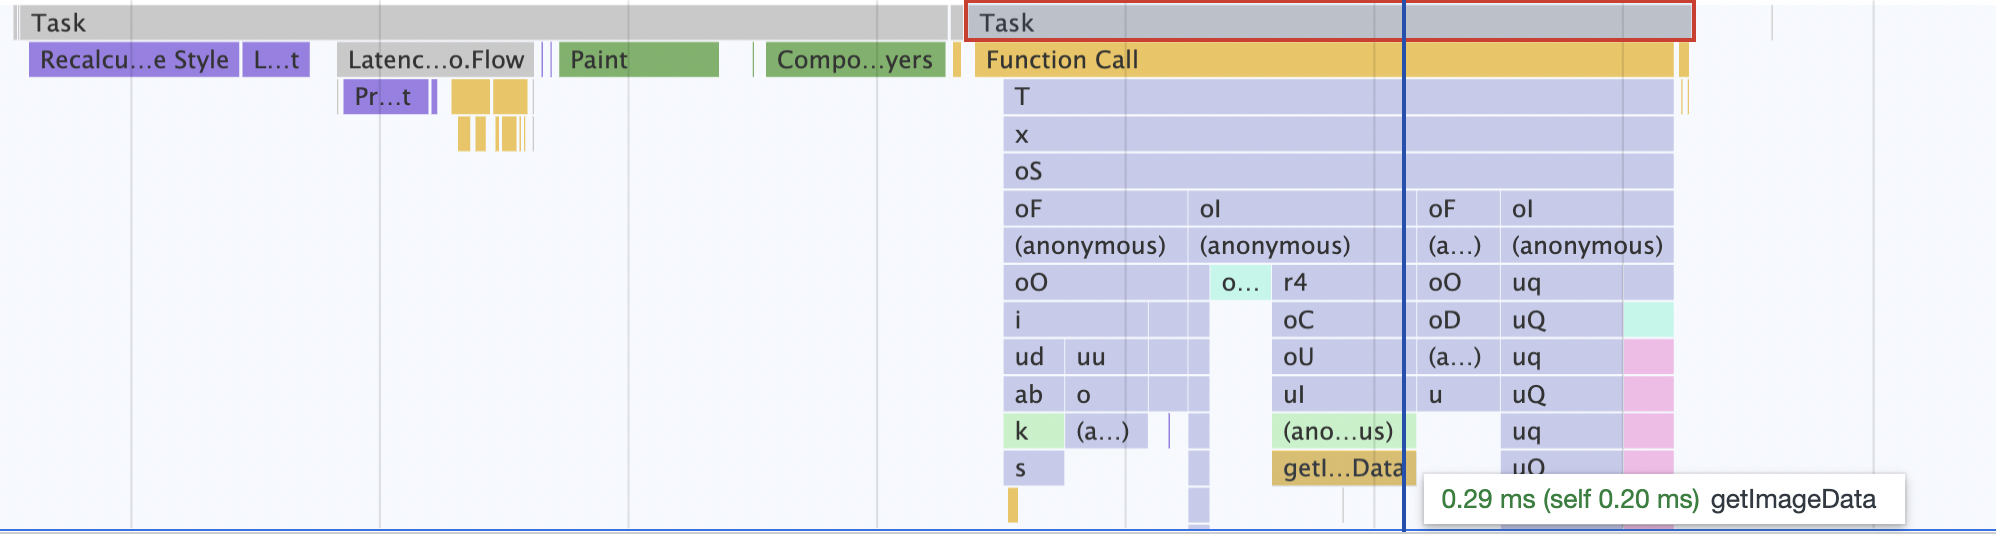 Task Task
Recalcu...e Style L...t Latenc...o.Flow Paint Compo...yers Function Call
Pr...t T
x
oS
oF oI oF oI
(anonymous) (anonymous) (a...) (anonymous)
oO o... r4 oO uq
i oC oD uQ
ud uu oU (a...) uq
ab o ul u uQ
k (a...) (ano...us) uq
s getI...Data uQ
0.29 ms (self 0.20 ms) getImageData